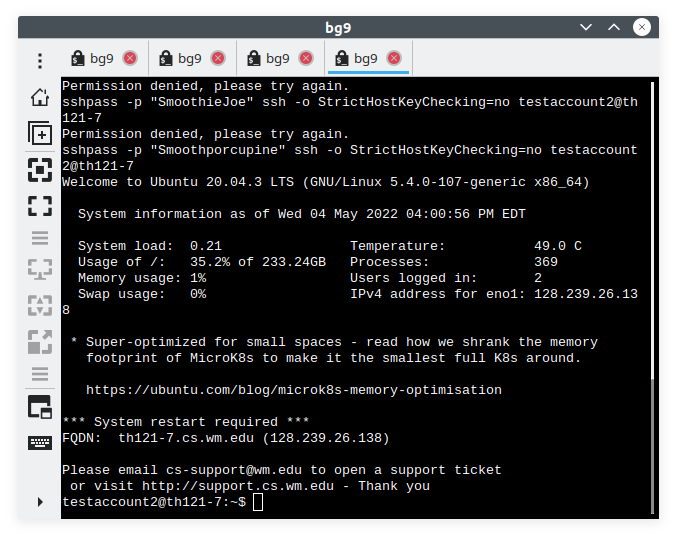 bg9
bg9 bg9 bg9 bg9
Permission denied, please try again.
sshpass -p "SmoothieJoe" ssh -o StrictHostKeyChecking=no testaccount2@th
121-7
Permission denied, please try again.
sshpass -p "Smoothporcupine" ssh -o StrictHostKeyChecking=no testaccount
2@th121-7
Welcome to Ubuntu 20.04.3 LTS (GNU/Linux 5.4.0-107-generic x86_64)
System information as of Wed 04 May 2022 04:00:56 PM EDT
System load:  0.21                Temperature:           49.0 C
Usage of /:   35.2% of 233.24GB   Processes:             369
Memory usage: 1%                  Users logged in:       2
Swap usage:   0%                  IPv4 address for eno1: 128.239.26.13
8
* Super-optimized for small spaces - read how we shrank the memory
footprint of MicroK8s to make it the smallest full K8s around.
https://ubuntu.com/blog/microk8s-memory-optimisation
*** System restart required ***
FQDN:  th121-7.cs.wm.edu (128.239.26.138)
Please email cs-support@wm.edu to open a support ticket
or visit http://support.cs.wm.edu - Thank you
testaccount2@th121-7:~$